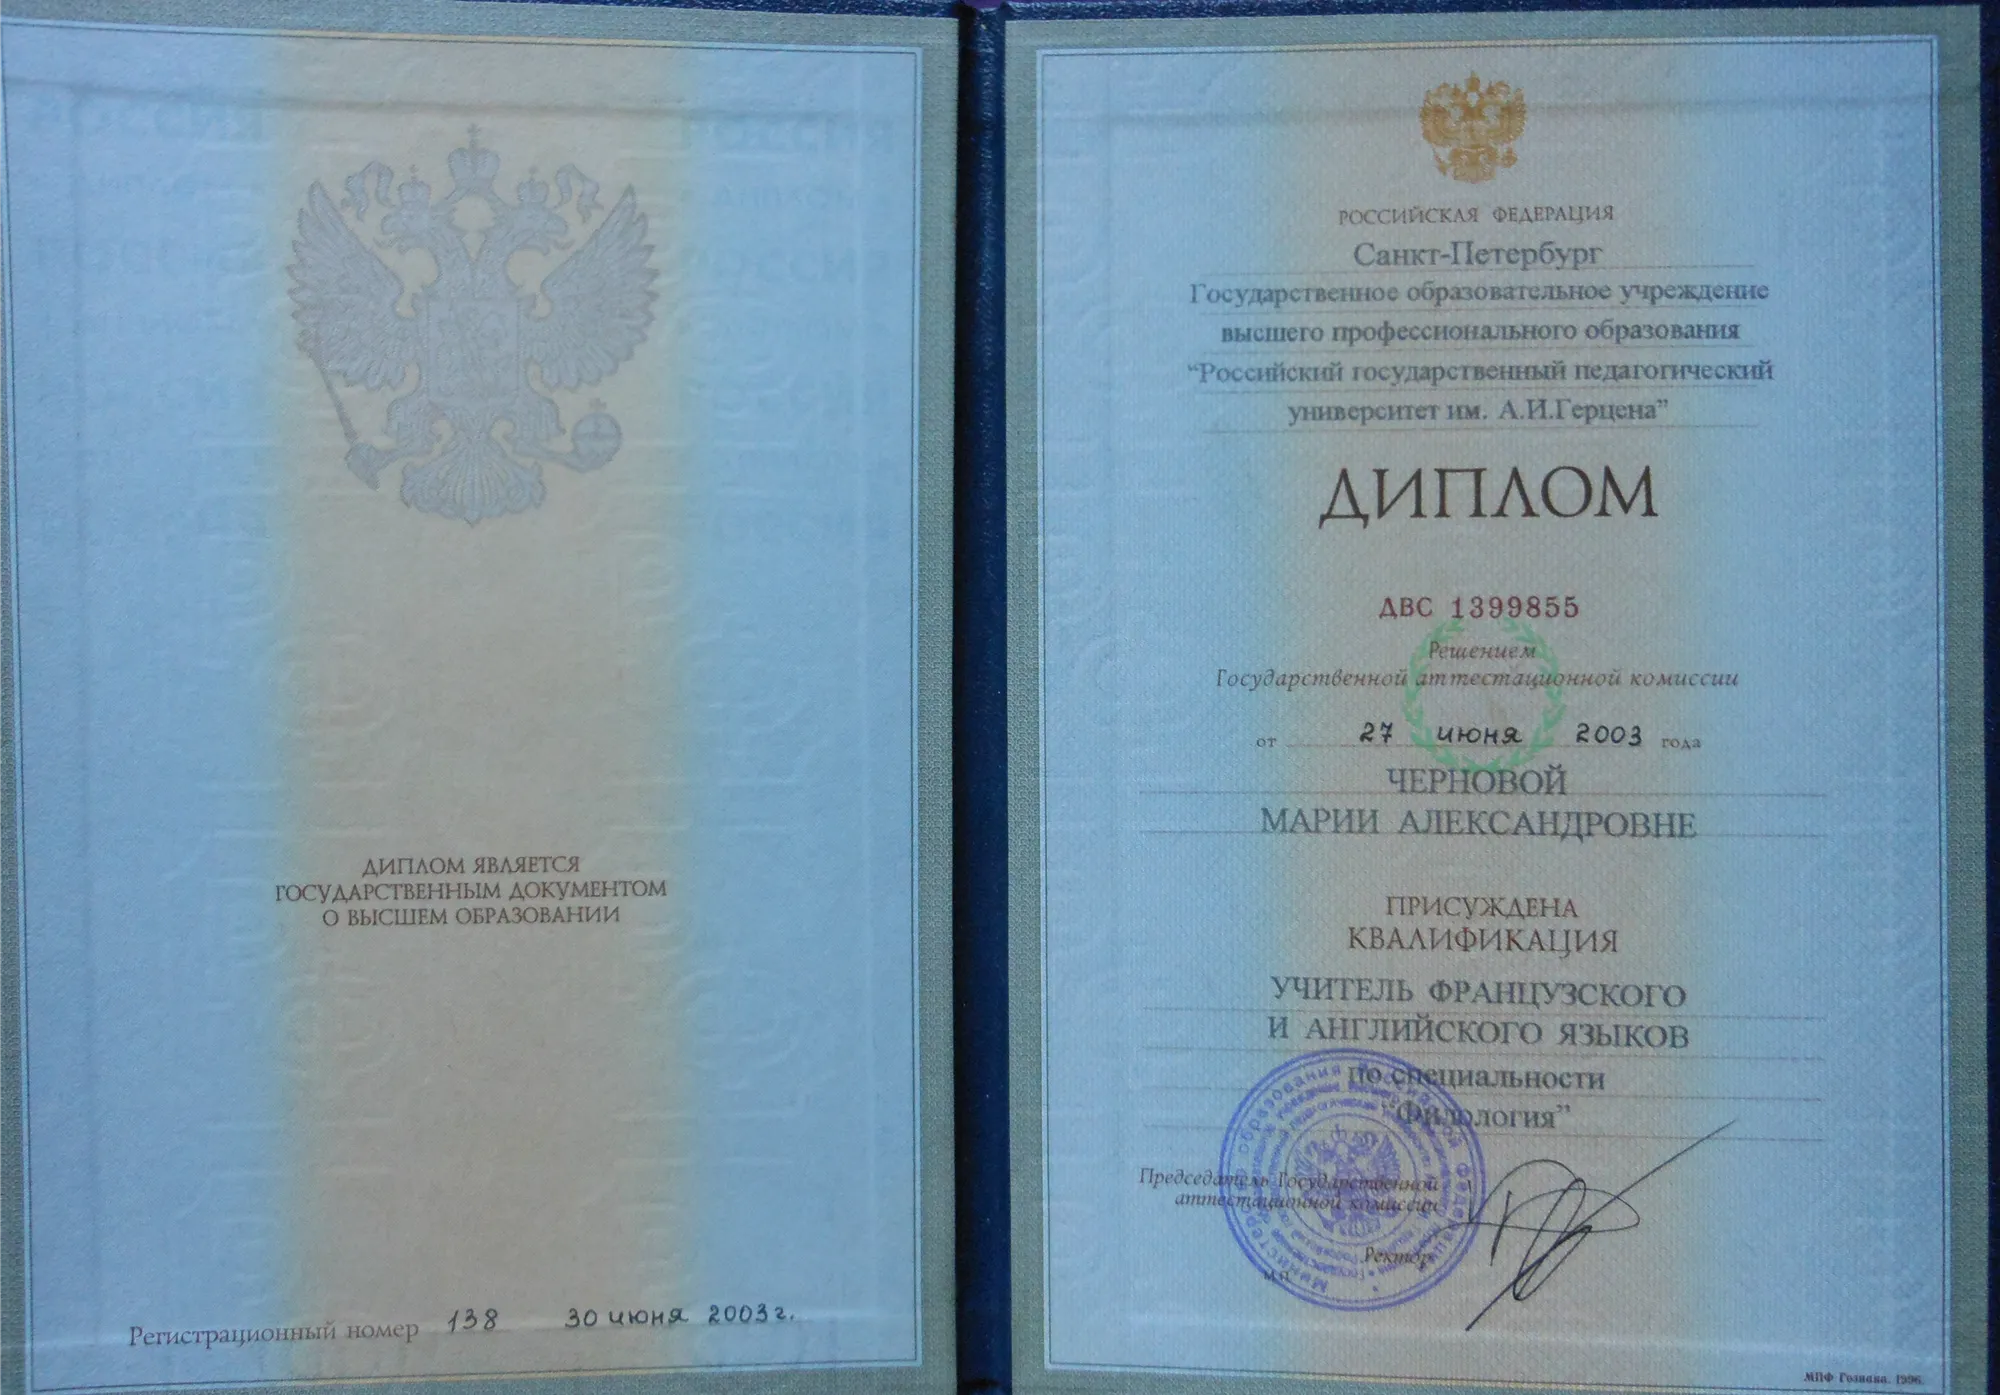 ДИПЛОМ ЯВЛЯЕТСЯ
ГОСУДАРСТВЕННЫМ ДОКУМЕНТОМ
О ВЫСШЕМ ОБРАЗОВАНИИ
Регистрационный номер 138 30 июня 2003г.
РОССИЙСКАЯ ФЕДЕРАЦИЯ
Санкт-Петербург
Государственное образовательное учреждение
высшего профессионального образования
“Российский государственный педагогический
университет им. А.И.Герцена”
ДИПЛОМ
ДВС 1399855
Решением
Государственной аттестационной комиссии
от 27 июня 2003 года
ЧЕРНОВОЙ
МАРИИ АЛЕКСАНДРОВНЕ
ПРИСУЖДЕНА
КВАЛИФИКАЦИЯ
УЧИТЕЛЬ ФРАНЦУЗСКОГО
И АНГЛИЙСКОГО ЯЗЫКОВ
по специальности
“Филология”
Председатель Государственной
аттестационной комиссии
Ректор
М.П.
МПФ Гознака. 1996.